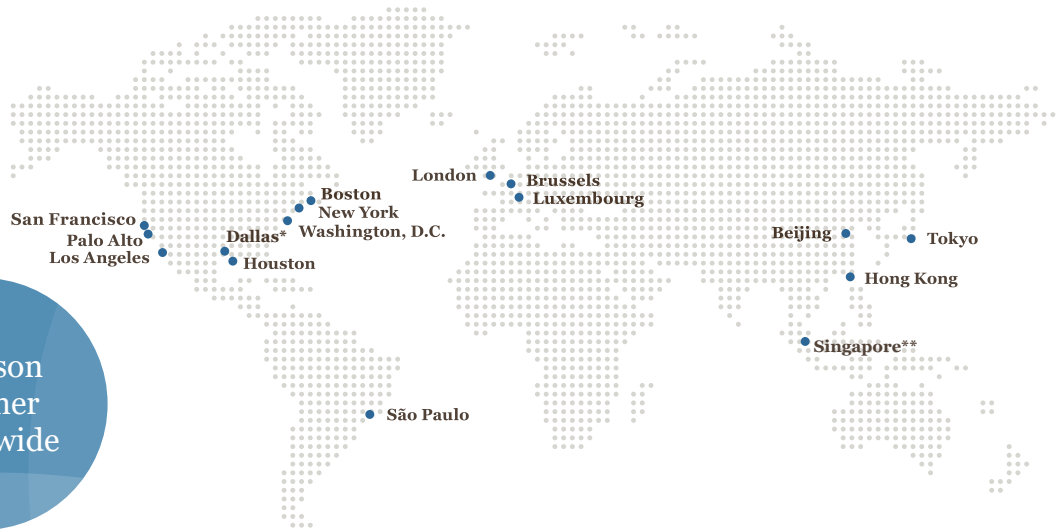 London
Brussels
Luxembourg
Boston
New York
Washington, D.C.
San Francisco
Palo Alto
Los Angeles
Dallas*
Houston
Beijing
Tokyo
Hong Kong
Singapore**
São Paulo
son
ner
wide